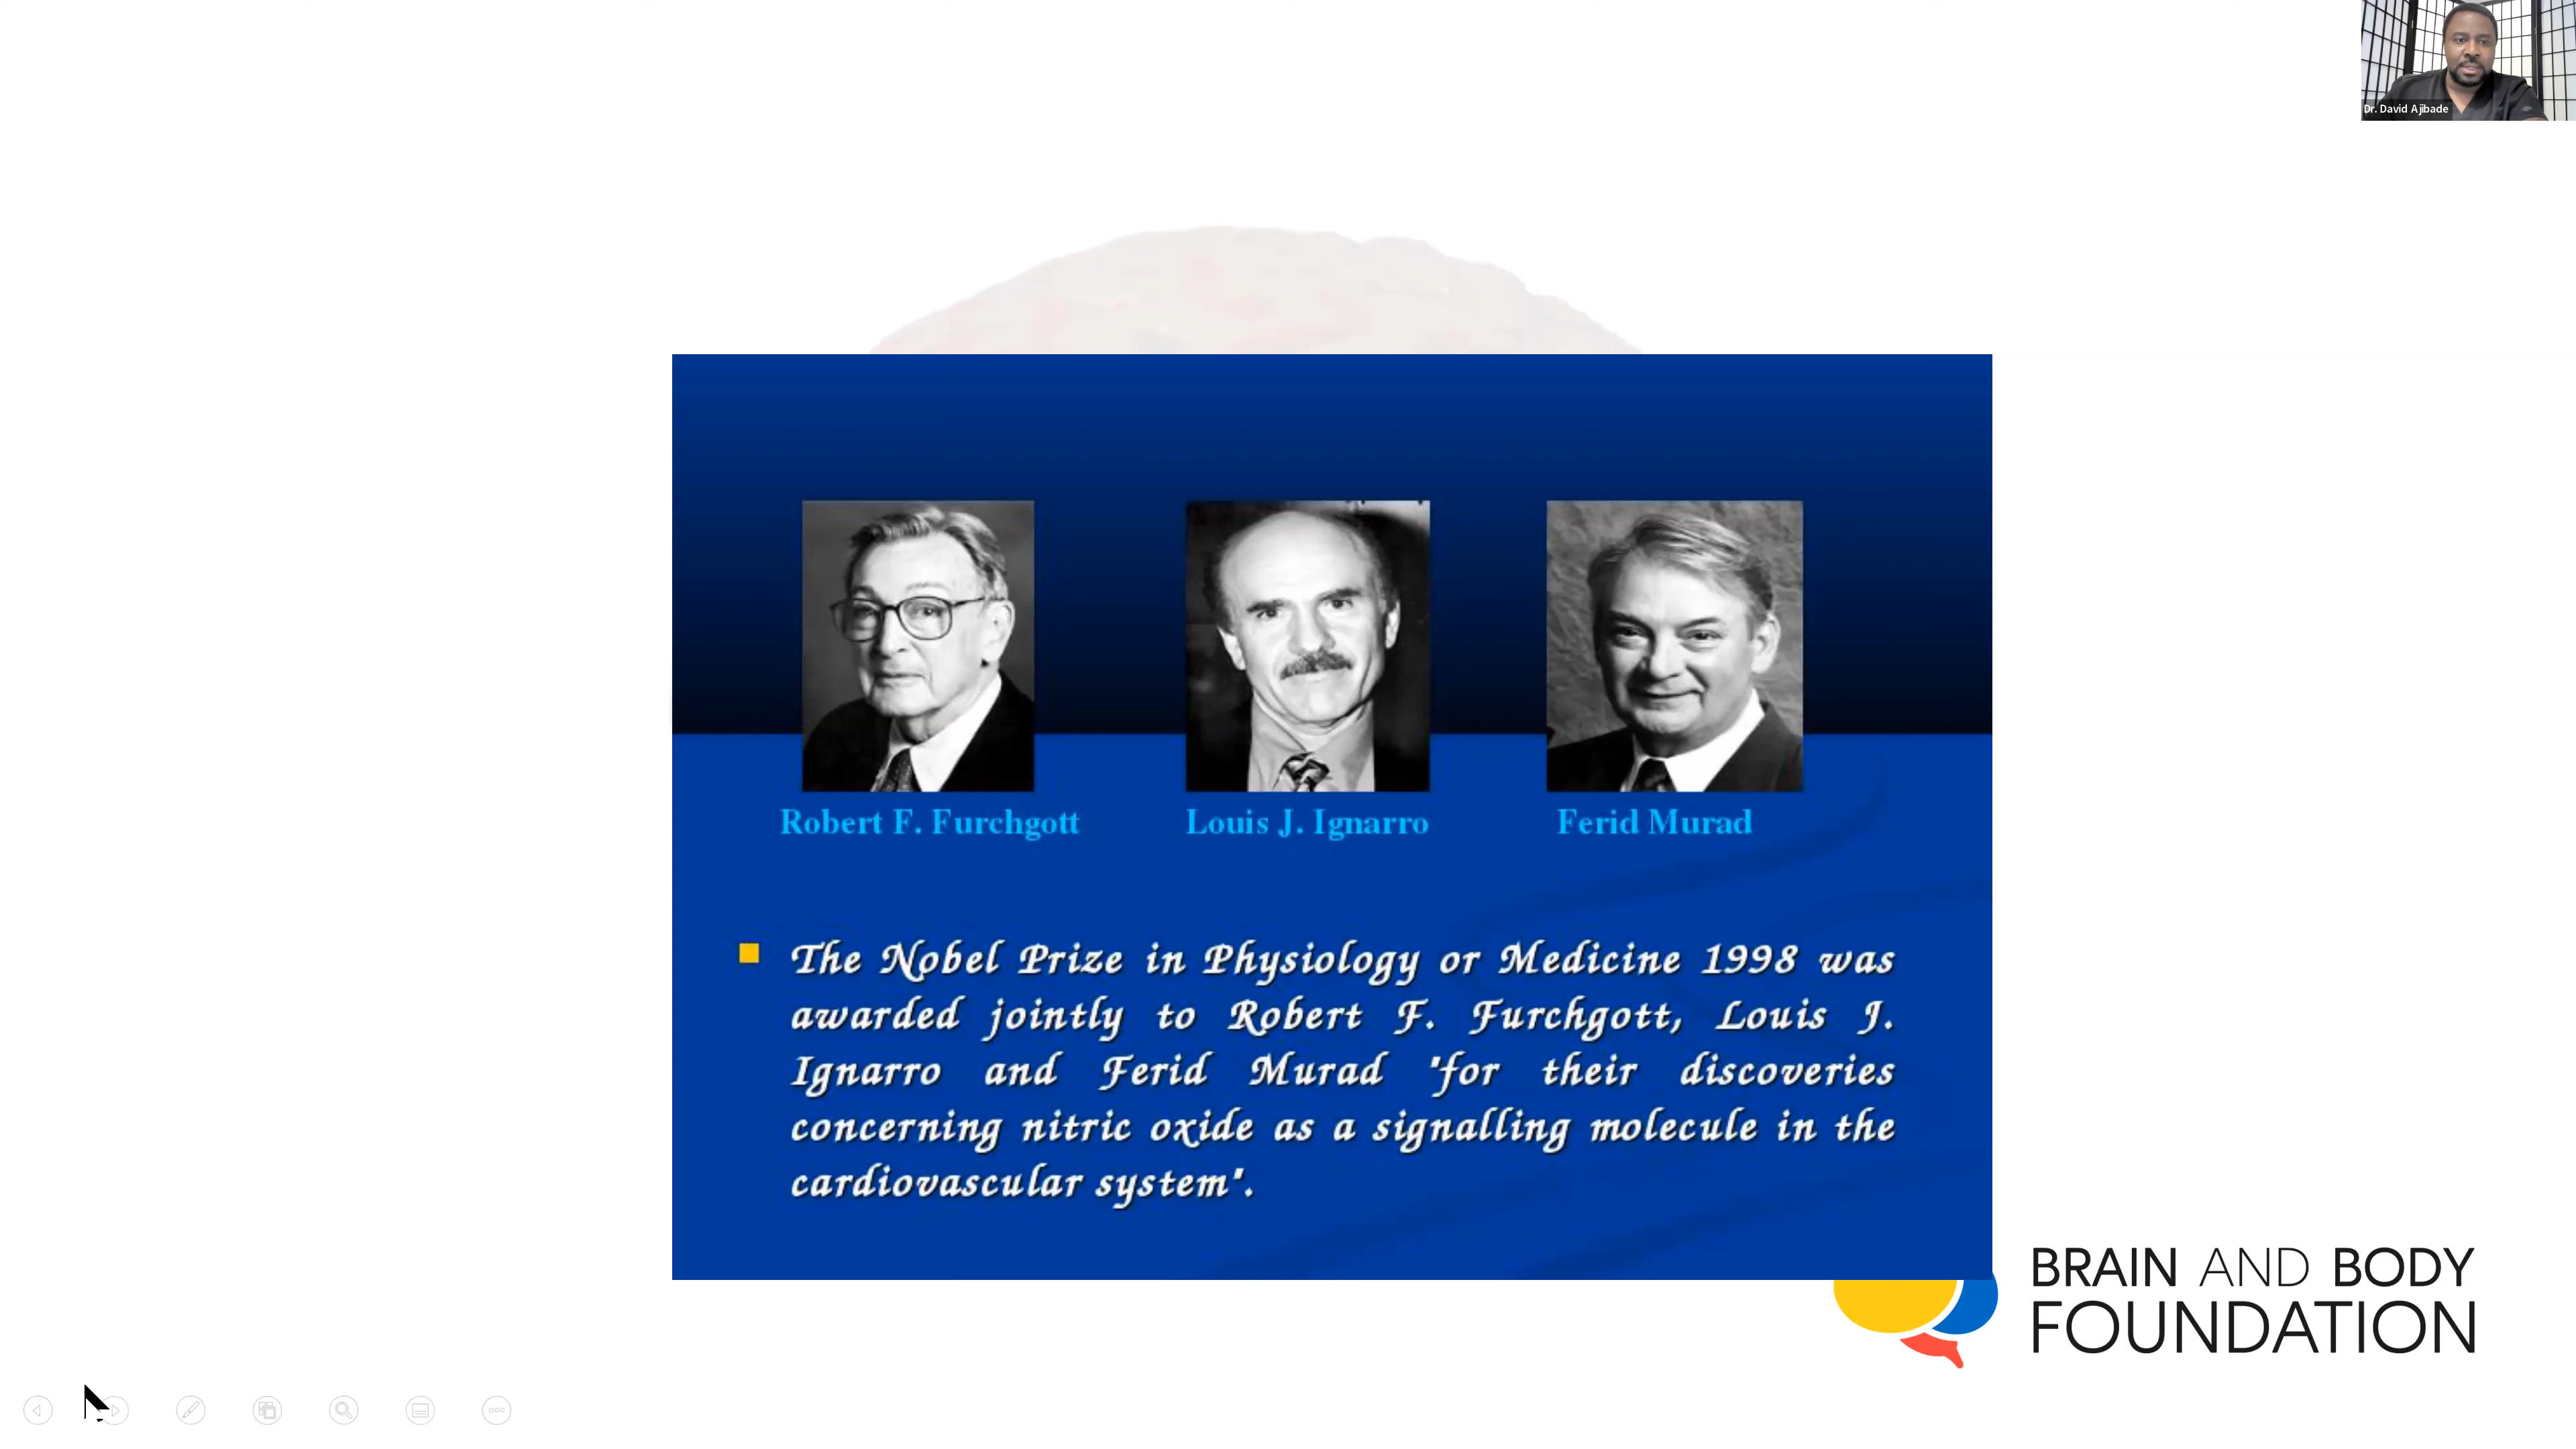 Dr. David Ajibade
Robert F. Furchgott
Louis J. Ignarro
Ferid Murad
The Nobel Prize in Physiology or Medicine 1998 was
awarded jointly to Robert F. Furchgott, Louis J.
Ignarro and Ferid Murad "for their discoveries
concerning nitric oxide as a signalling molecule in the
cardiovascular system".
BRAIN AND BODY
FOUNDATION